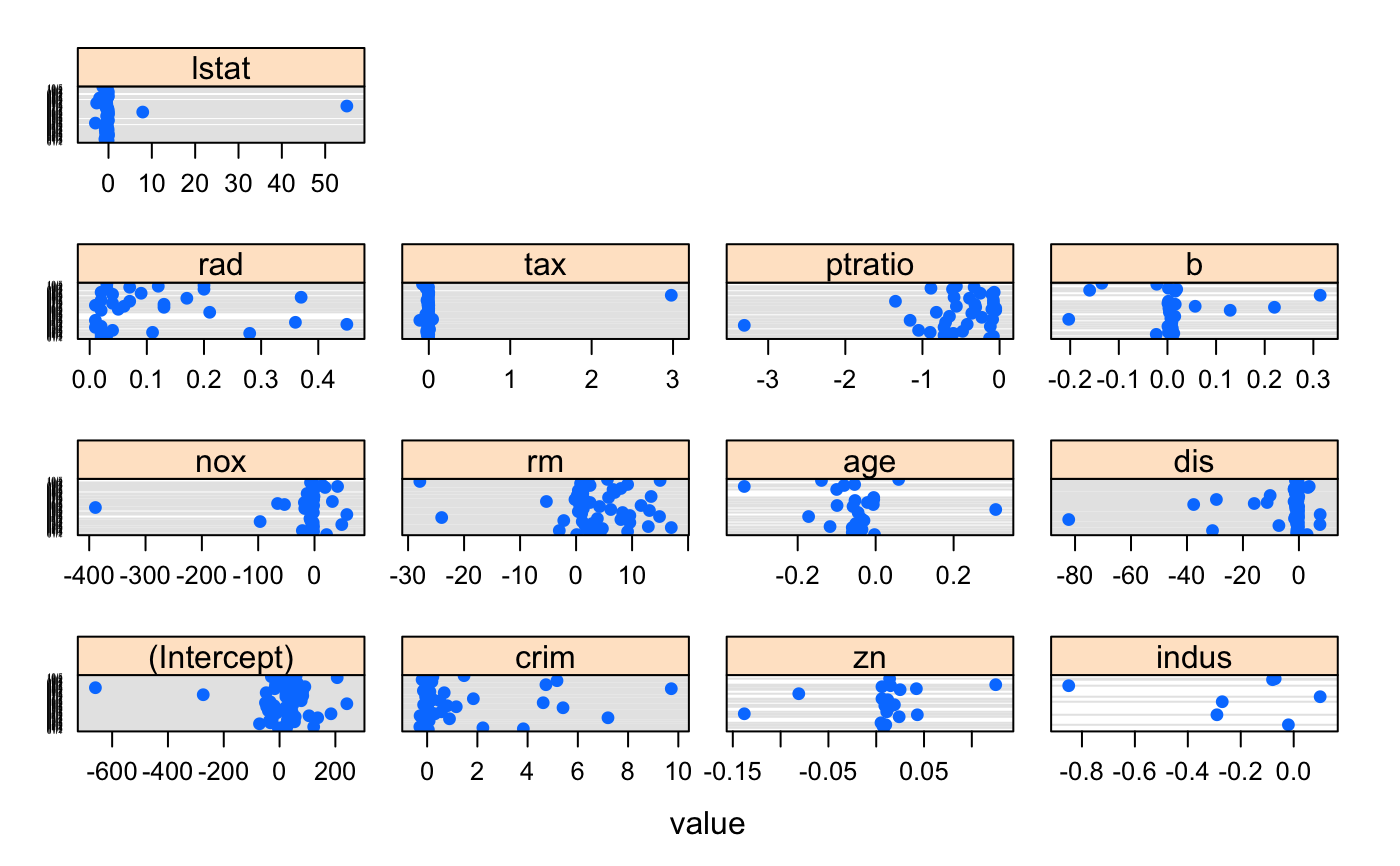 lstat
0 10 20 30 40 50
rad tax ptratio b
0.0 0.1 0.2 0.3 0.4 0 1 2 3 -3 -2 -1 0 -0.2 -0.1 0.0 0.1 0.2 0.3
nox rm age dis
-400 -300 -200 -100 0 -30 -20 -10 0 10 -0.2 0.0 0.2 -80 -60 -40 -20 0
(Intercept) crim zn indus
-600 -400 -200 0 200 0 2 4 6 8 10 -0.15 -0.05 0.05 -0.8 -0.6 -0.4 -0.2 0.0
value